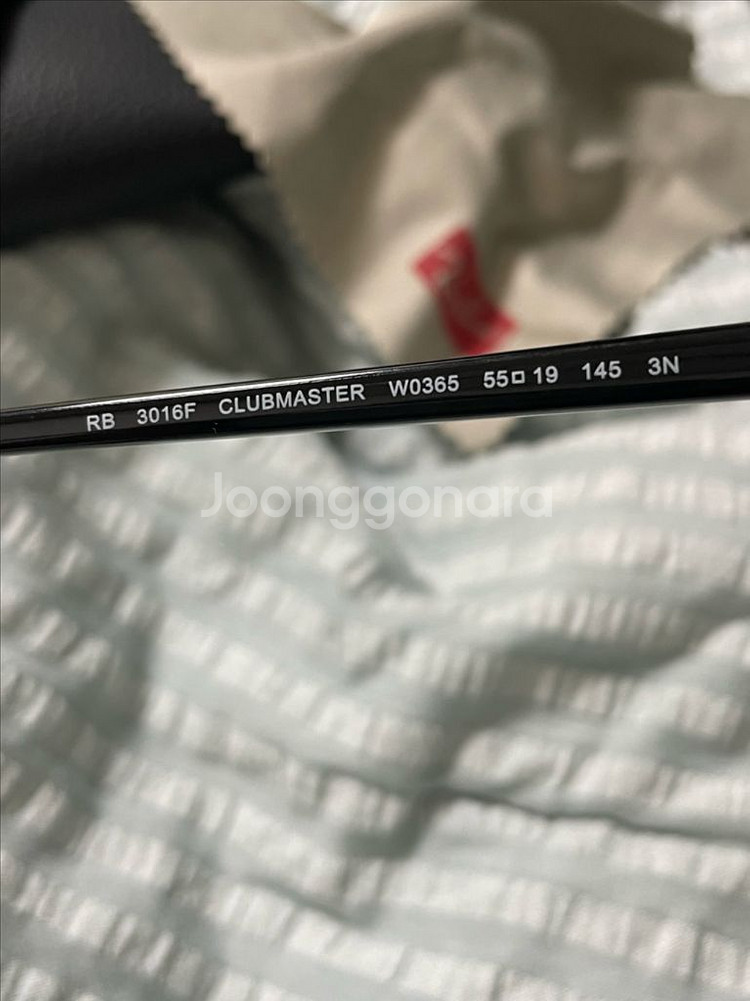 RB 3016F CLUBMASTER W0365 55□19 145 3N
Joonggonara